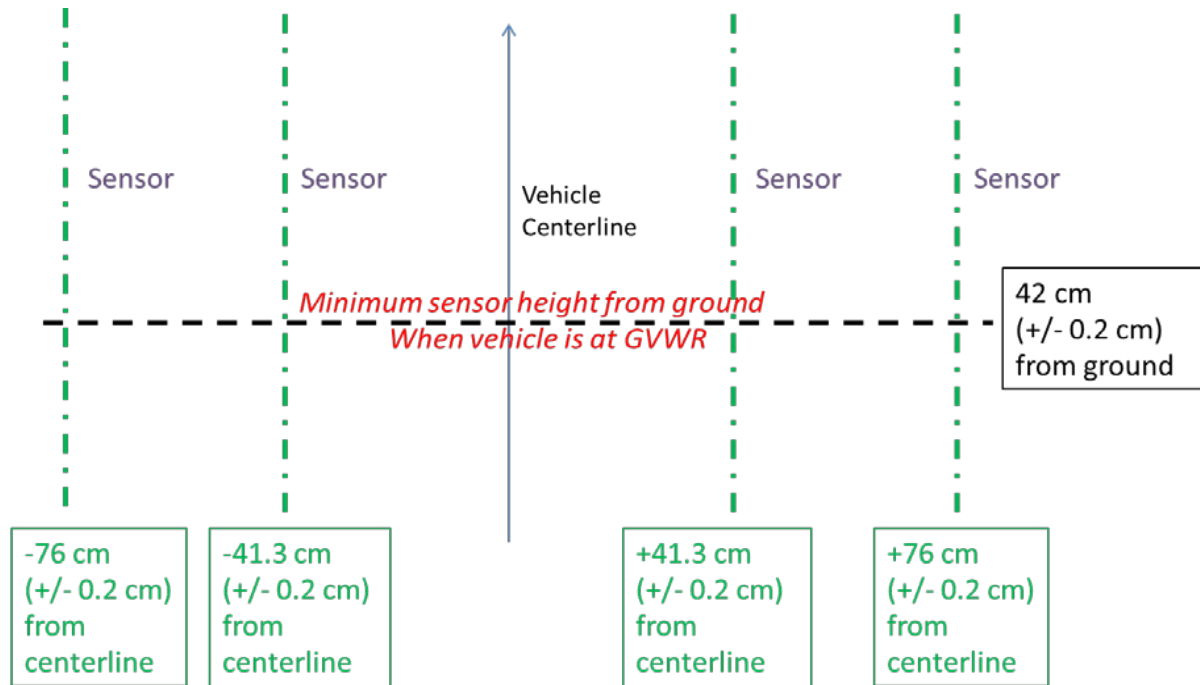 Sensor
Sensor
Sensor
Sensor
Vehicle
Centerline
Minimum sensor height from ground
When vehicle is at GVWR
42 cm
(+/- 0.2 cm)
from ground
-76 cm
(+/- 0.2 cm)
from
centerline
-41.3 cm
(+/- 0.2 cm)
from
centerline
+41.3 cm
(+/- 0.2 cm)
from
centerline
+76 cm
(+/- 0.2 cm)
from
centerline